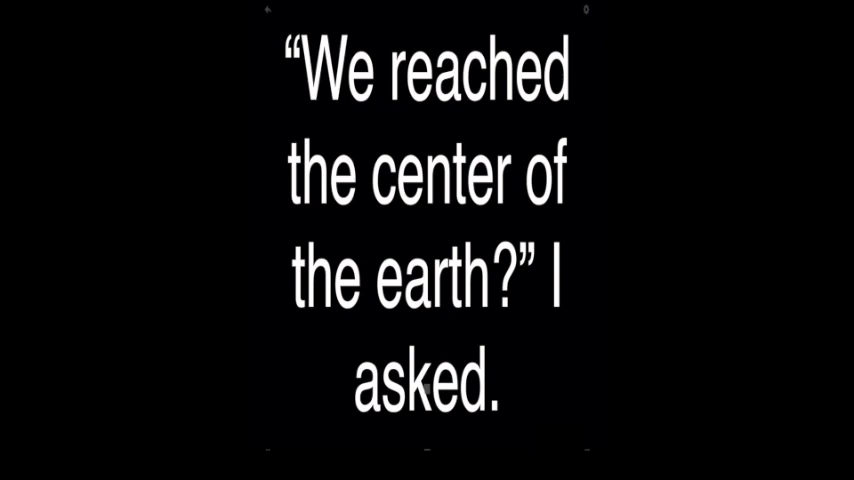 “We reached
the center of
the earth?” I
asked.